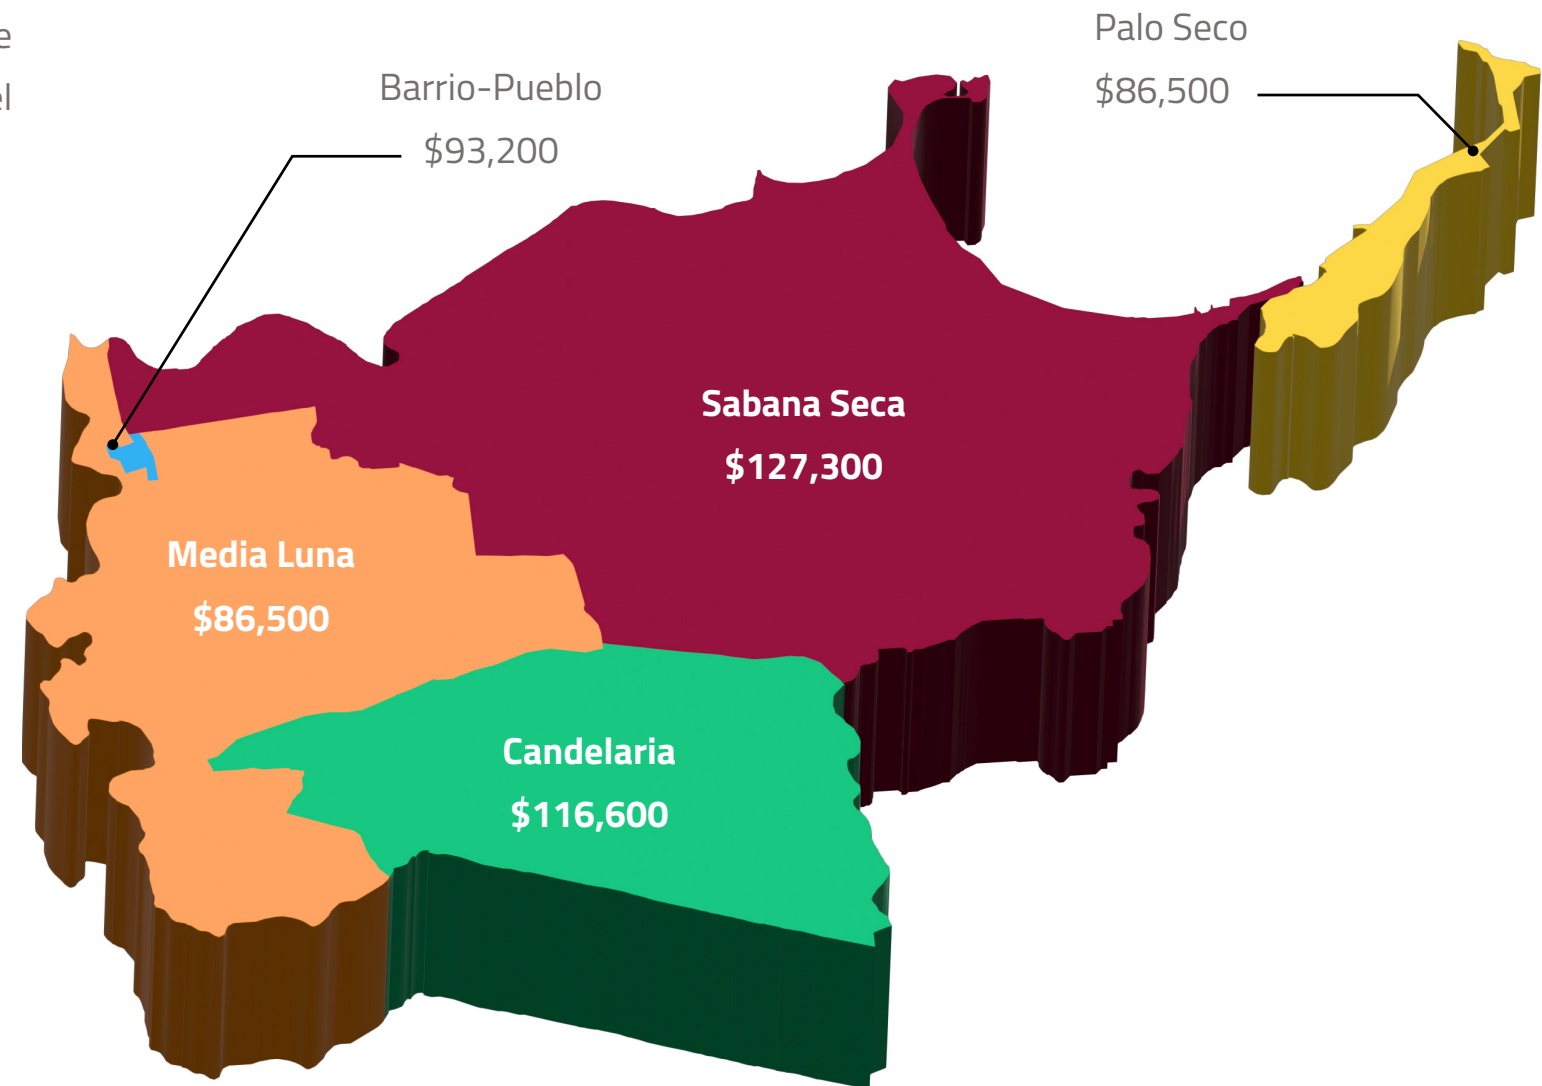 Palo Seco
$86,500
Barrio-Pueblo
$93,200
Sabana Seca
$127,300
Media Luna
$86,500
Candelaria
$116,600